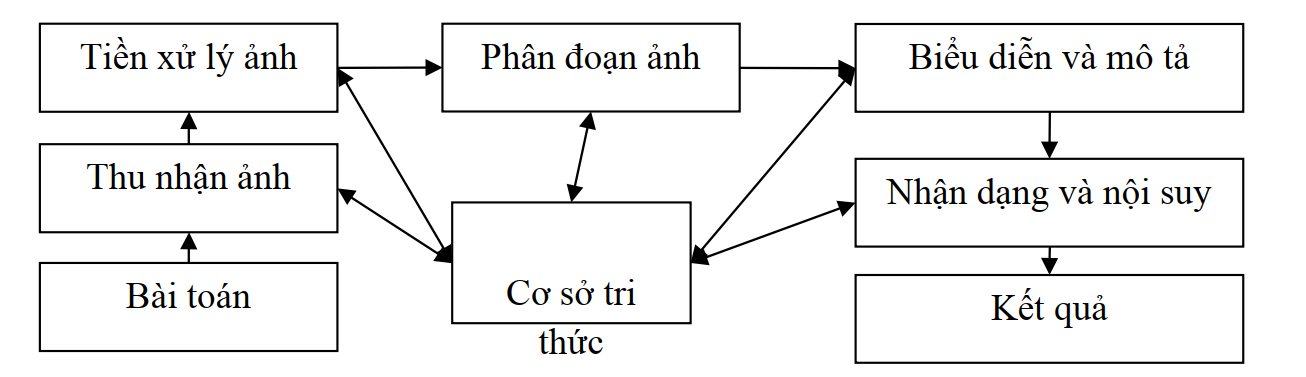 Tiền xử lý ảnh
Phân đoạn ảnh
Biểu diễn và mô tả
Thu nhận ảnh
Nhận dạng và nội suy
Bài toán
Cơ sở tri
thức
Kết quả